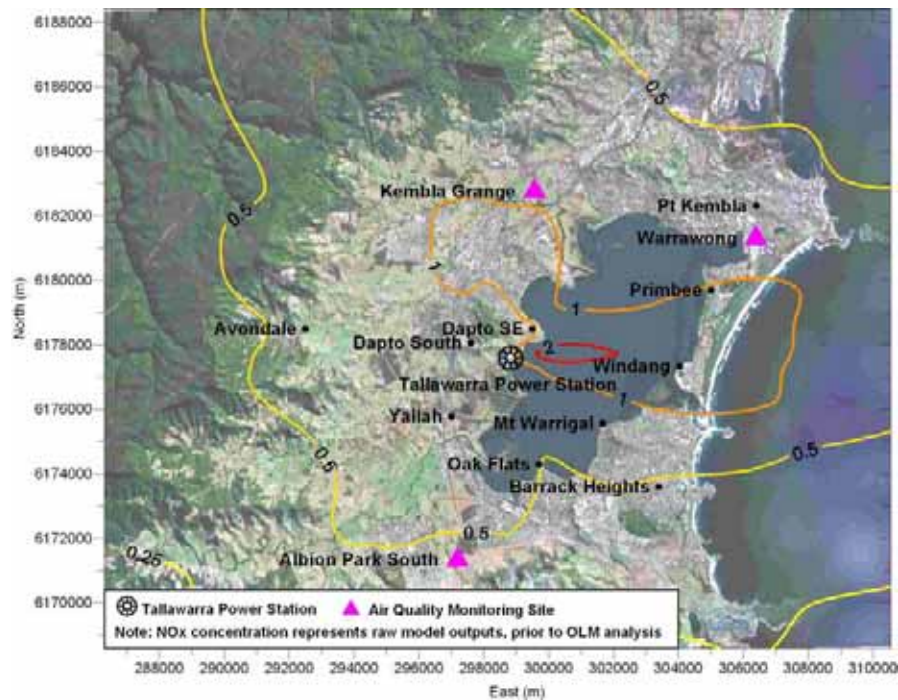 6188000
6186000
6184000
6182000
6180000
6178000
6176000
6174000
6172000
6170000
North (m)
0.5
0.5
Kembla Grange
Pt Kembla
Warrawong
1
Primbee
1
Avondale
Dapto SE
Dapto South
2
Windang
Tallawarra Power Station
1
Yallah
Mt Warrigal
0.5
Oak Flats
0.5
Barrack Heights
0.5
0.25
Albion Park South
Tallawarra Power Station
Air Quality Monitoring Site
Note: NOx concentration represents raw model outputs, prior to OLM analysis
288000 290000 292000 294000 296000 298000 300000 302000 304000 306000 308000 310000
East (m)